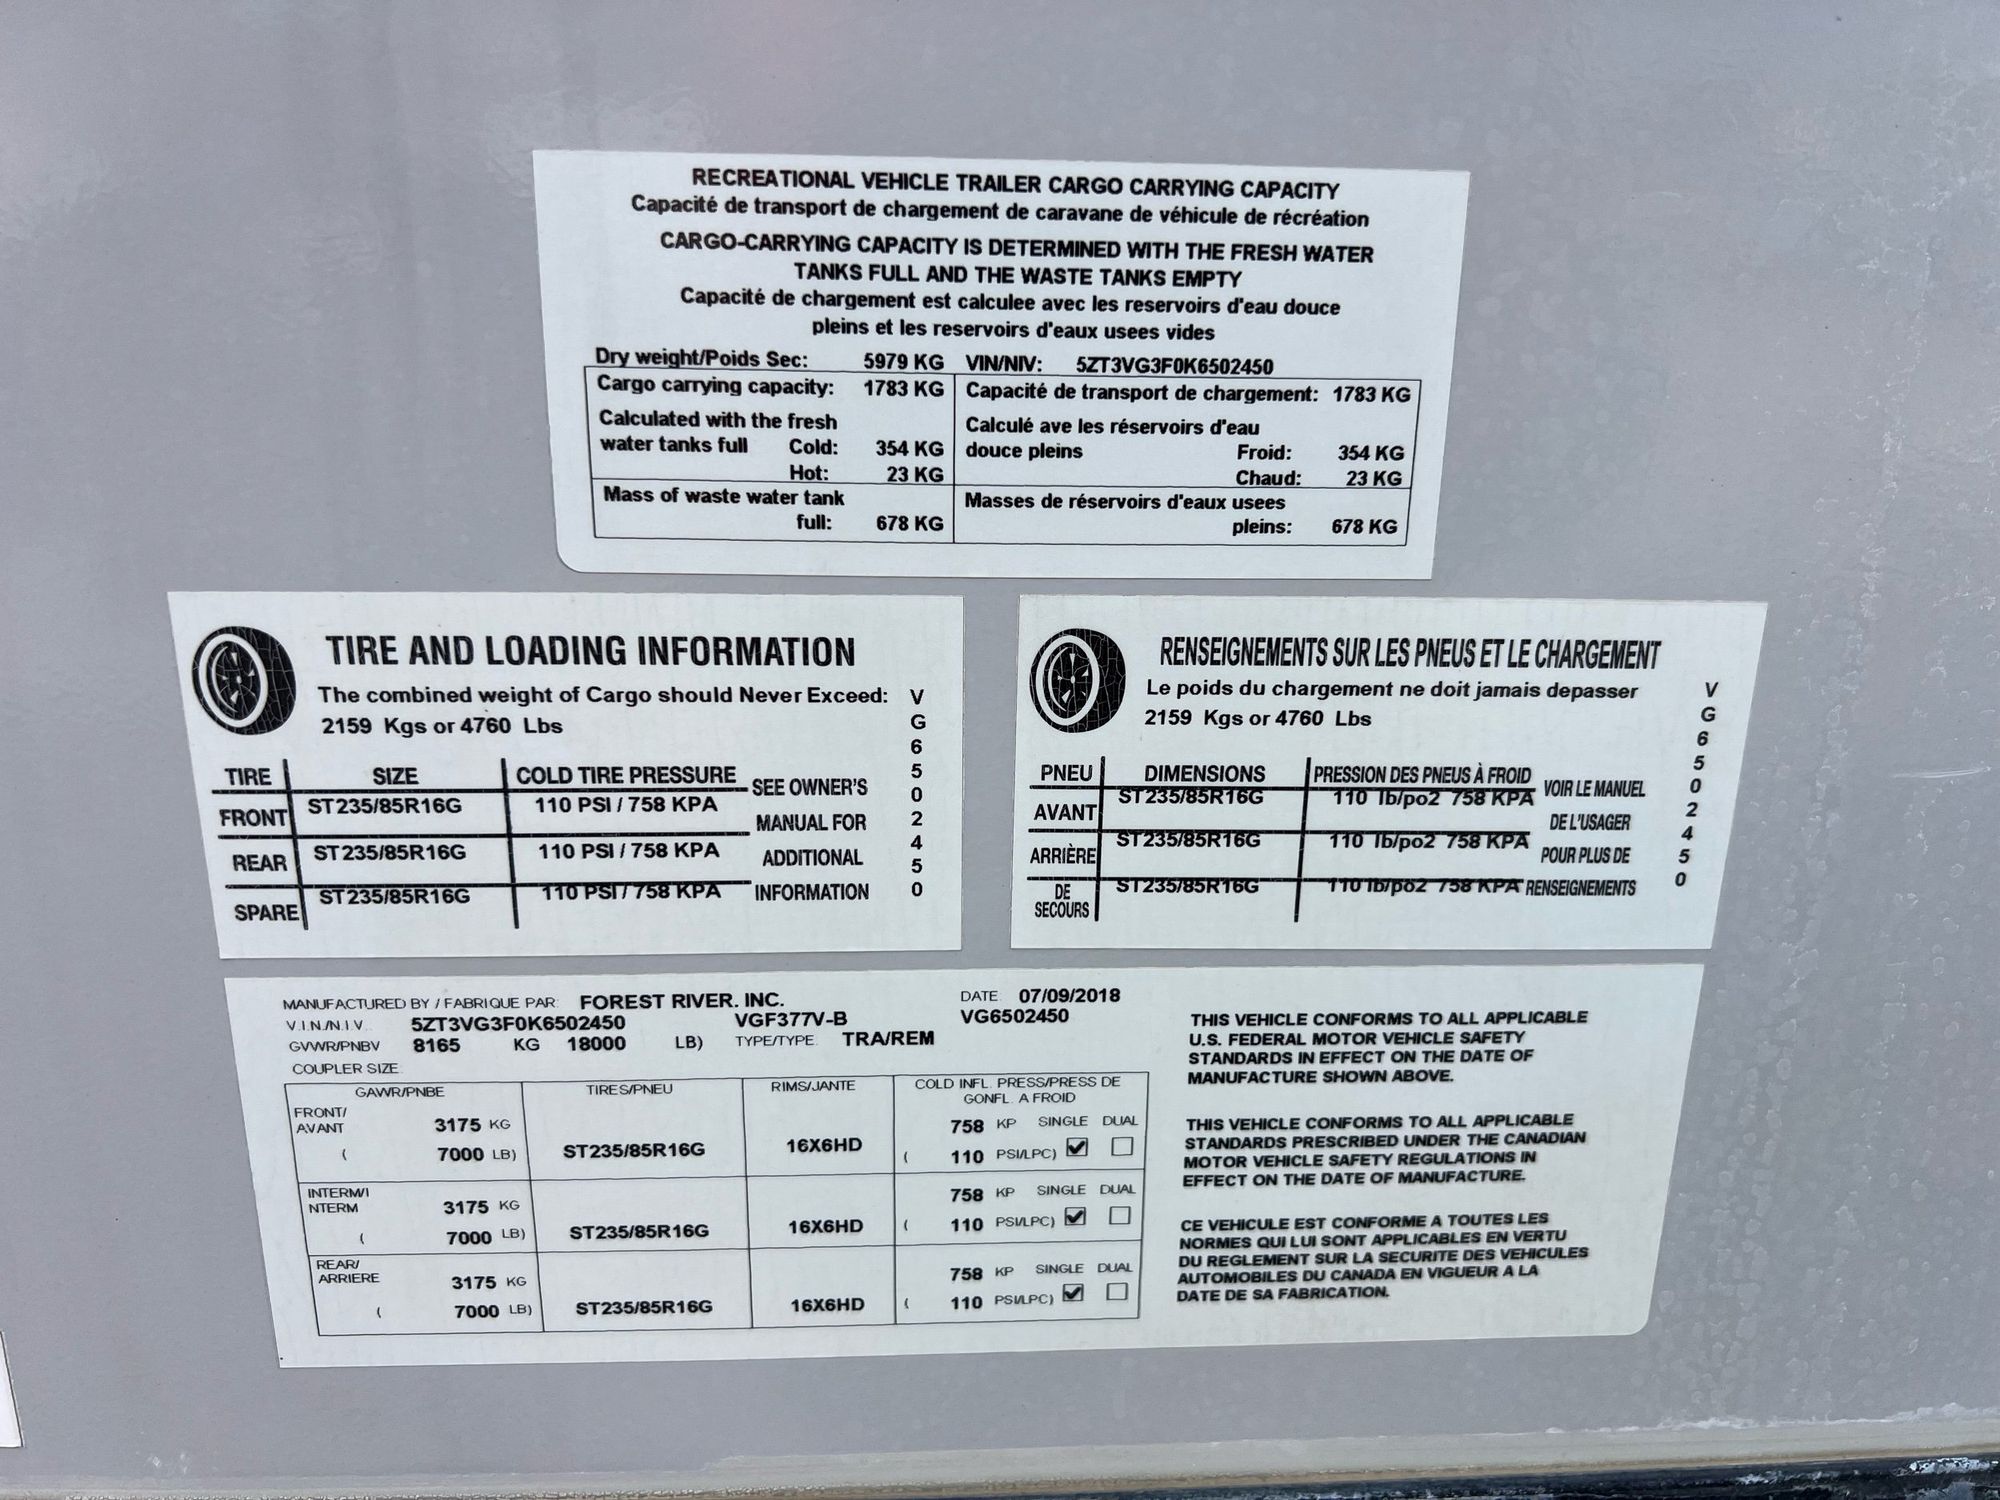 RECREATIONAL VEHICLE TRAILER CARGO CARRYING CAPACITY
Capacité de transport de chargement de caravane de véhicule de récréation
CARGO-CARRYING CAPACITY IS DETERMINED WITH THE FRESH WATER
TANKS FULL AND THE WASTE TANKS EMPTY
Capacité de chargement est calculee avec les reservoirs d'eau douce
pleins et les reservoirs d'eaux usees vides
Dry weight/Poids Sec: 5979 KG VIN/NIV: 5ZT3VG3F0K6502450
Cargo carrying capacity: 1783 KG Capacité de transport de chargement: 1783 KG
Calculated with the fresh Calculé ave les réservoirs d'eau
water tanks full Cold: 354 KG douce pleins Froid: 354 KG
Hot: 23 KG Chaud: 23 KG
Mass of waste water tank Masses de réservoirs d'eaux usees
full: 678 KG pleins: 678 KG
TIRE AND LOADING INFORMATION
The combined weight of Cargo should Never Exceed:
2159 Kgs or 4760 Lbs
TIRE SIZE COLD TIRE PRESSURE SEE OWNER'S
FRONT ST235/85R16G 110 PSI / 758 KPA MANUAL FOR
REAR ST235/85R16G 110 PSI / 758 KPA ADDITIONAL
SPARE ST235/85R16G 110 PSI / 758 KPA INFORMATION
VG6502450
RENSEIGNEMENTS SUR LES PNEUS ET LE CHARGEMENT
Le poids du chargement ne doit jamais depasser
2159 Kgs or 4760 Lbs
PNEU DIMENSIONS PRESSION DES PNEUS À FROID VOIR LE MANUEL
AVANT ST235/85R16G 110 lb/po2 758 KPA DE L'USAGER
ARRIÈRE ST235/85R16G 110 lb/po2 758 KPA POUR PLUS DE
DE SECOURS ST235/85R16G 110 lb/po2 758 KPA RENSEIGNEMENTS
VG6502450
MANUFACTURED BY / FABRIQUE PAR: FOREST RIVER. INC. DATE: 07/09/2018
V.I.N./N.I.V. 5ZT3VG3F0K6502450 VGF377V-B VG6502450
GVWR/PNBV 8165 KG 18000 LB) TYPE/TYPE: TRA/REM
COUPLER SIZE:
GAWR/PNBE TIRES/PNEU RIMS/JANTE COLD INFL. PRESS/PRESS DE
GONFL. A FROID
FRONT/
AVANT 3175 KG 758 KP SINGLE DUAL
( 7000 LB) ST235/85R16G 16X6HD ( 110 PSI/LPC)
INTERM/I
NTERM 3175 KG 758 KP SINGLE DUAL
( 7000 LB) ST235/85R16G 16X6HD ( 110 PSI/LPC)
REAR/
ARRIERE 3175 KG 758 KP SINGLE DUAL
( 7000 LB) ST235/85R16G 16X6HD ( 110 PSI/LPC)
THIS VEHICLE CONFORMS TO ALL APPLICABLE
U.S. FEDERAL MOTOR VEHICLE SAFETY
STANDARDS IN EFFECT ON THE DATE OF
MANUFACTURE SHOWN ABOVE.
THIS VEHICLE CONFORMS TO ALL APPLICABLE
STANDARDS PRESCRIBED UNDER THE CANADIAN
MOTOR VEHICLE SAFETY REGULATIONS IN
EFFECT ON THE DATE OF MANUFACTURE.
CE VEHICULE EST CONFORME A TOUTES LES
NORMES QUI LUI SONT APPLICABLES EN VERTU
DU REGLEMENT SUR LA SECURITE DES VEHICULES
AUTOMOBILES DU CANADA EN VIGUEUR A LA
DATE DE SA FABRICATION.